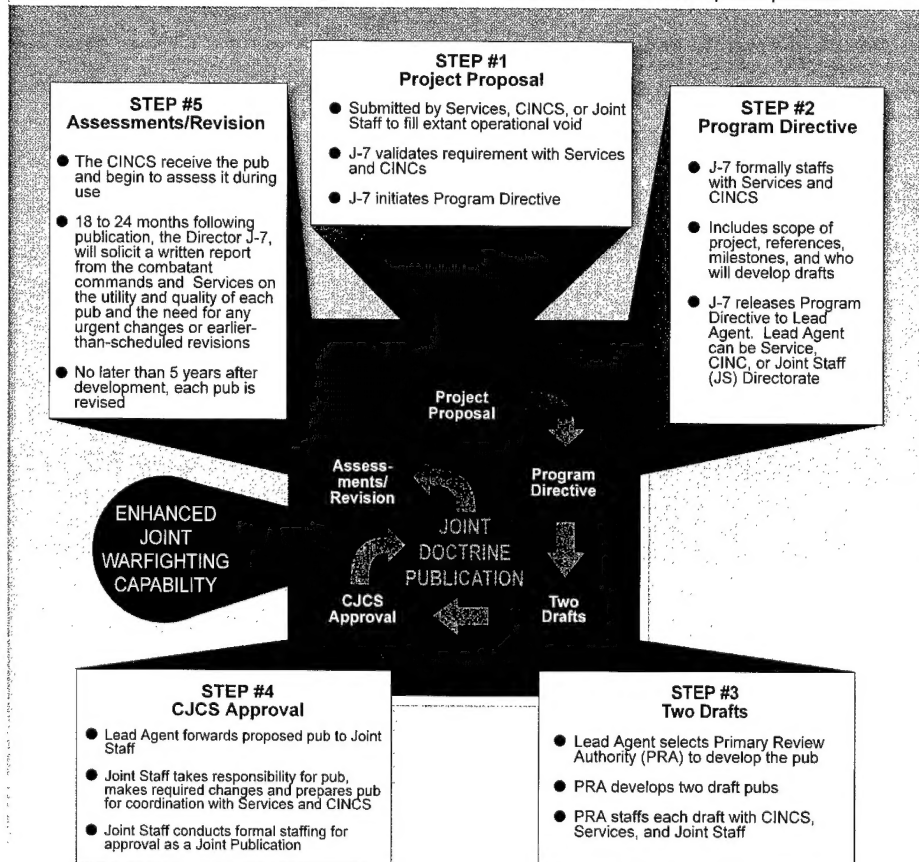 STEP #1
Project Proposal
● Submitted by Services, CINCS, or Joint
Staff to fill extant operational void
● J-7 validates requirement with Services
and CINCs
● J-7 initiates Program Directive
STEP #2
Program Directive
● J-7 formally staffs
with Services and
CINCS
● Includes scope of
project, references,
milestones, and who
will develop drafts
● J-7 releases Program
Directive to Lead
Agent. Lead Agent
can be Service,
CINC, or Joint Staff
(JS) Directorate
STEP #3
Two Drafts
● Lead Agent selects Primary Review
Authority (PRA) to develop the pub
● PRA develops two draft pubs
● PRA staffs each draft with CINCS,
Services, and Joint Staff
STEP #4
CJCS Approval
● Lead Agent forwards proposed pub to Joint
Staff
● Joint Staff takes responsibility for pub,
makes required changes and prepares pub
for coordination with Services and CINCS
● Joint Staff conducts formal staffing for
approval as a Joint Publication
STEP #5
Assessments/Revision
● The CINCS receive the pub
and begin to assess it during
use
● 18 to 24 months following
publication, the Director J-7,
will solicit a written report
from the combatant
commands and Services on
the utility and quality of each
pub and the need for any
urgent changes or earlier-
than-scheduled revisions
● No later than 5 years after
development, each pub is
revised
Project
Proposal
Program
Directive
Two
Drafts
CJCS
Approval
Assess-
ments/
Revision
JOINT
DOCTRINE
PUBLICATION
ENHANCED
JOINT
WARFIGHTING
CAPABILITY